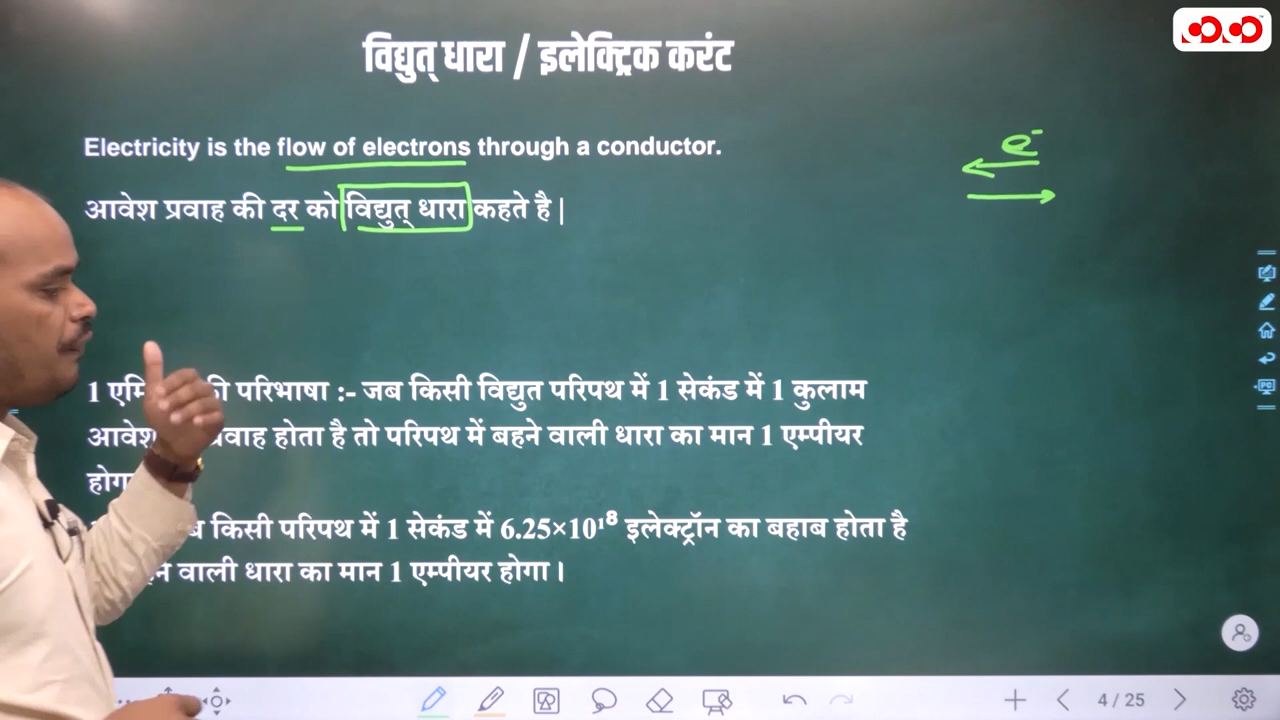 विद्युत् धारा / इलेक्ट्रिक करंट
Electricity is the flow of electrons through a conductor.
e-
आवेश प्रवाह की दर को विद्युत् धारा कहते है |
1 की परिभाषा :- जब किसी विद्युत परिपथ में 1 सेकंड में 1 कुलाम
आवेश होता है तो परिपथ में बहने वाली धारा का मान 1 एम्पीयर
किसी परिपथ में 1 सेकंड में 6.25×10¹⁸ इलेक्ट्रॉन का बहाब होता है
वाली धारा का मान 1 एम्पीयर होगा ।
4 / 25